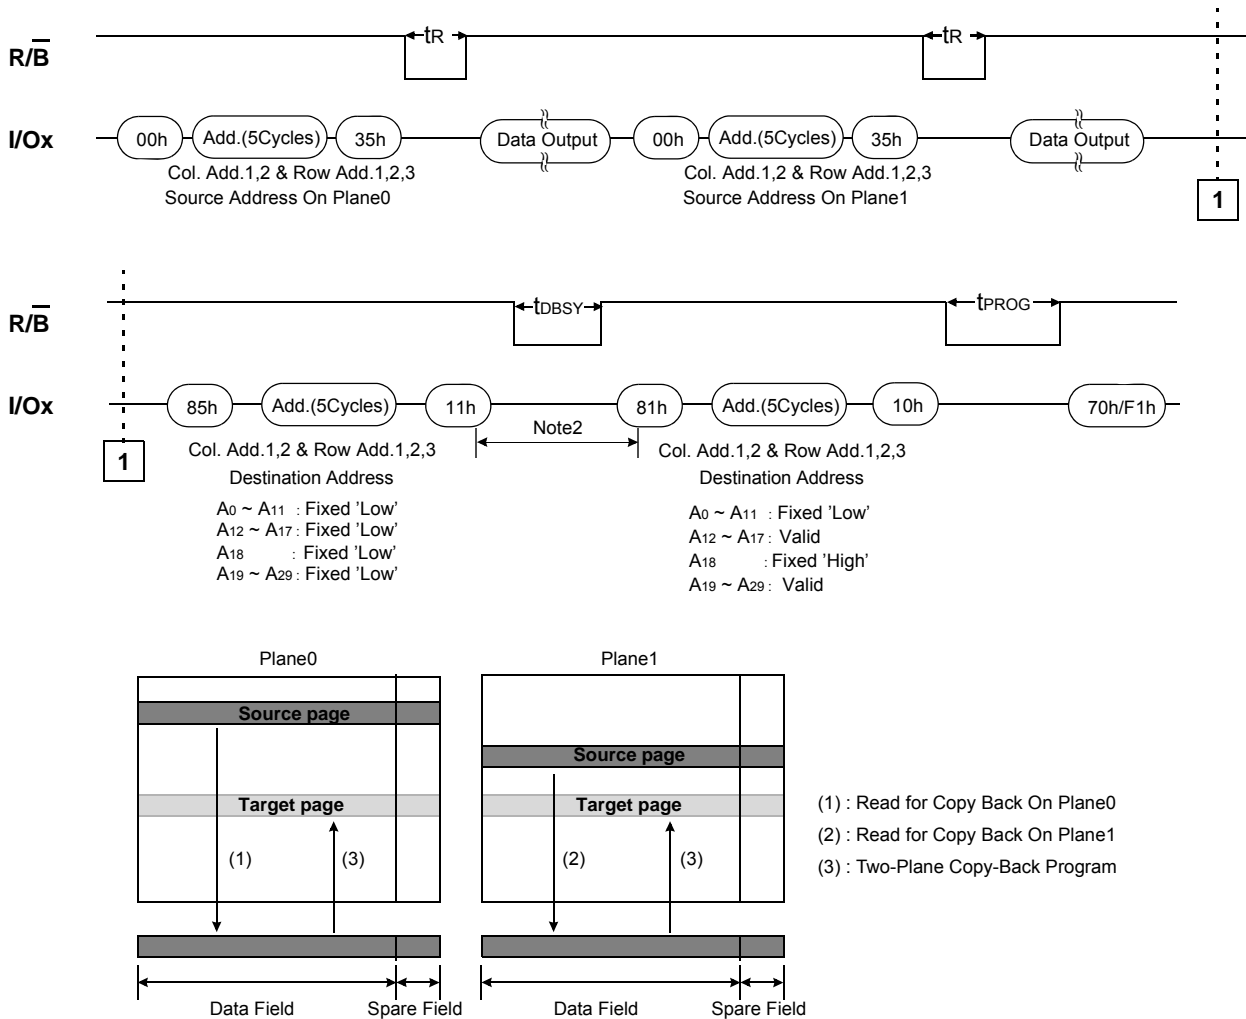 R/B
tR
tR
I/Ox
00h
Add.(5Cycles)
35h
Data Output
00h
Add.(5Cycles)
35h
Data Output
Col. Add.1,2 & Row Add.1,2,3
Source Address On Plane0
Col. Add.1,2 & Row Add.1,2,3
Source Address On Plane1
1
R/B
tDBSY
tPROG
I/Ox
85h
Add.(5Cycles)
11h
81h
Add.(5Cycles)
10h
70h/F1h
Note2
1
Col. Add.1,2 & Row Add.1,2,3
Destination Address
A0 ~ A11 : Fixed 'Low'
A12 ~ A17 : Fixed 'Low'
A18 : Fixed 'Low'
A19 ~ A29 : Fixed 'Low'
Col. Add.1,2 & Row Add.1,2,3
Destination Address
A0 ~ A11 : Fixed 'Low'
A12 ~ A17 : Valid
A18 : Fixed 'High'
A19 ~ A29 : Valid
Plane0
Source page
Target page
(1)
(3)
Data Field
Spare Field
Plane1
Source page
Target page
(2)
(3)
Data Field
Spare Field
(1) : Read for Copy Back On Plane0
(2) : Read for Copy Back On Plane1
(3) : Two-Plane Copy-Back Program